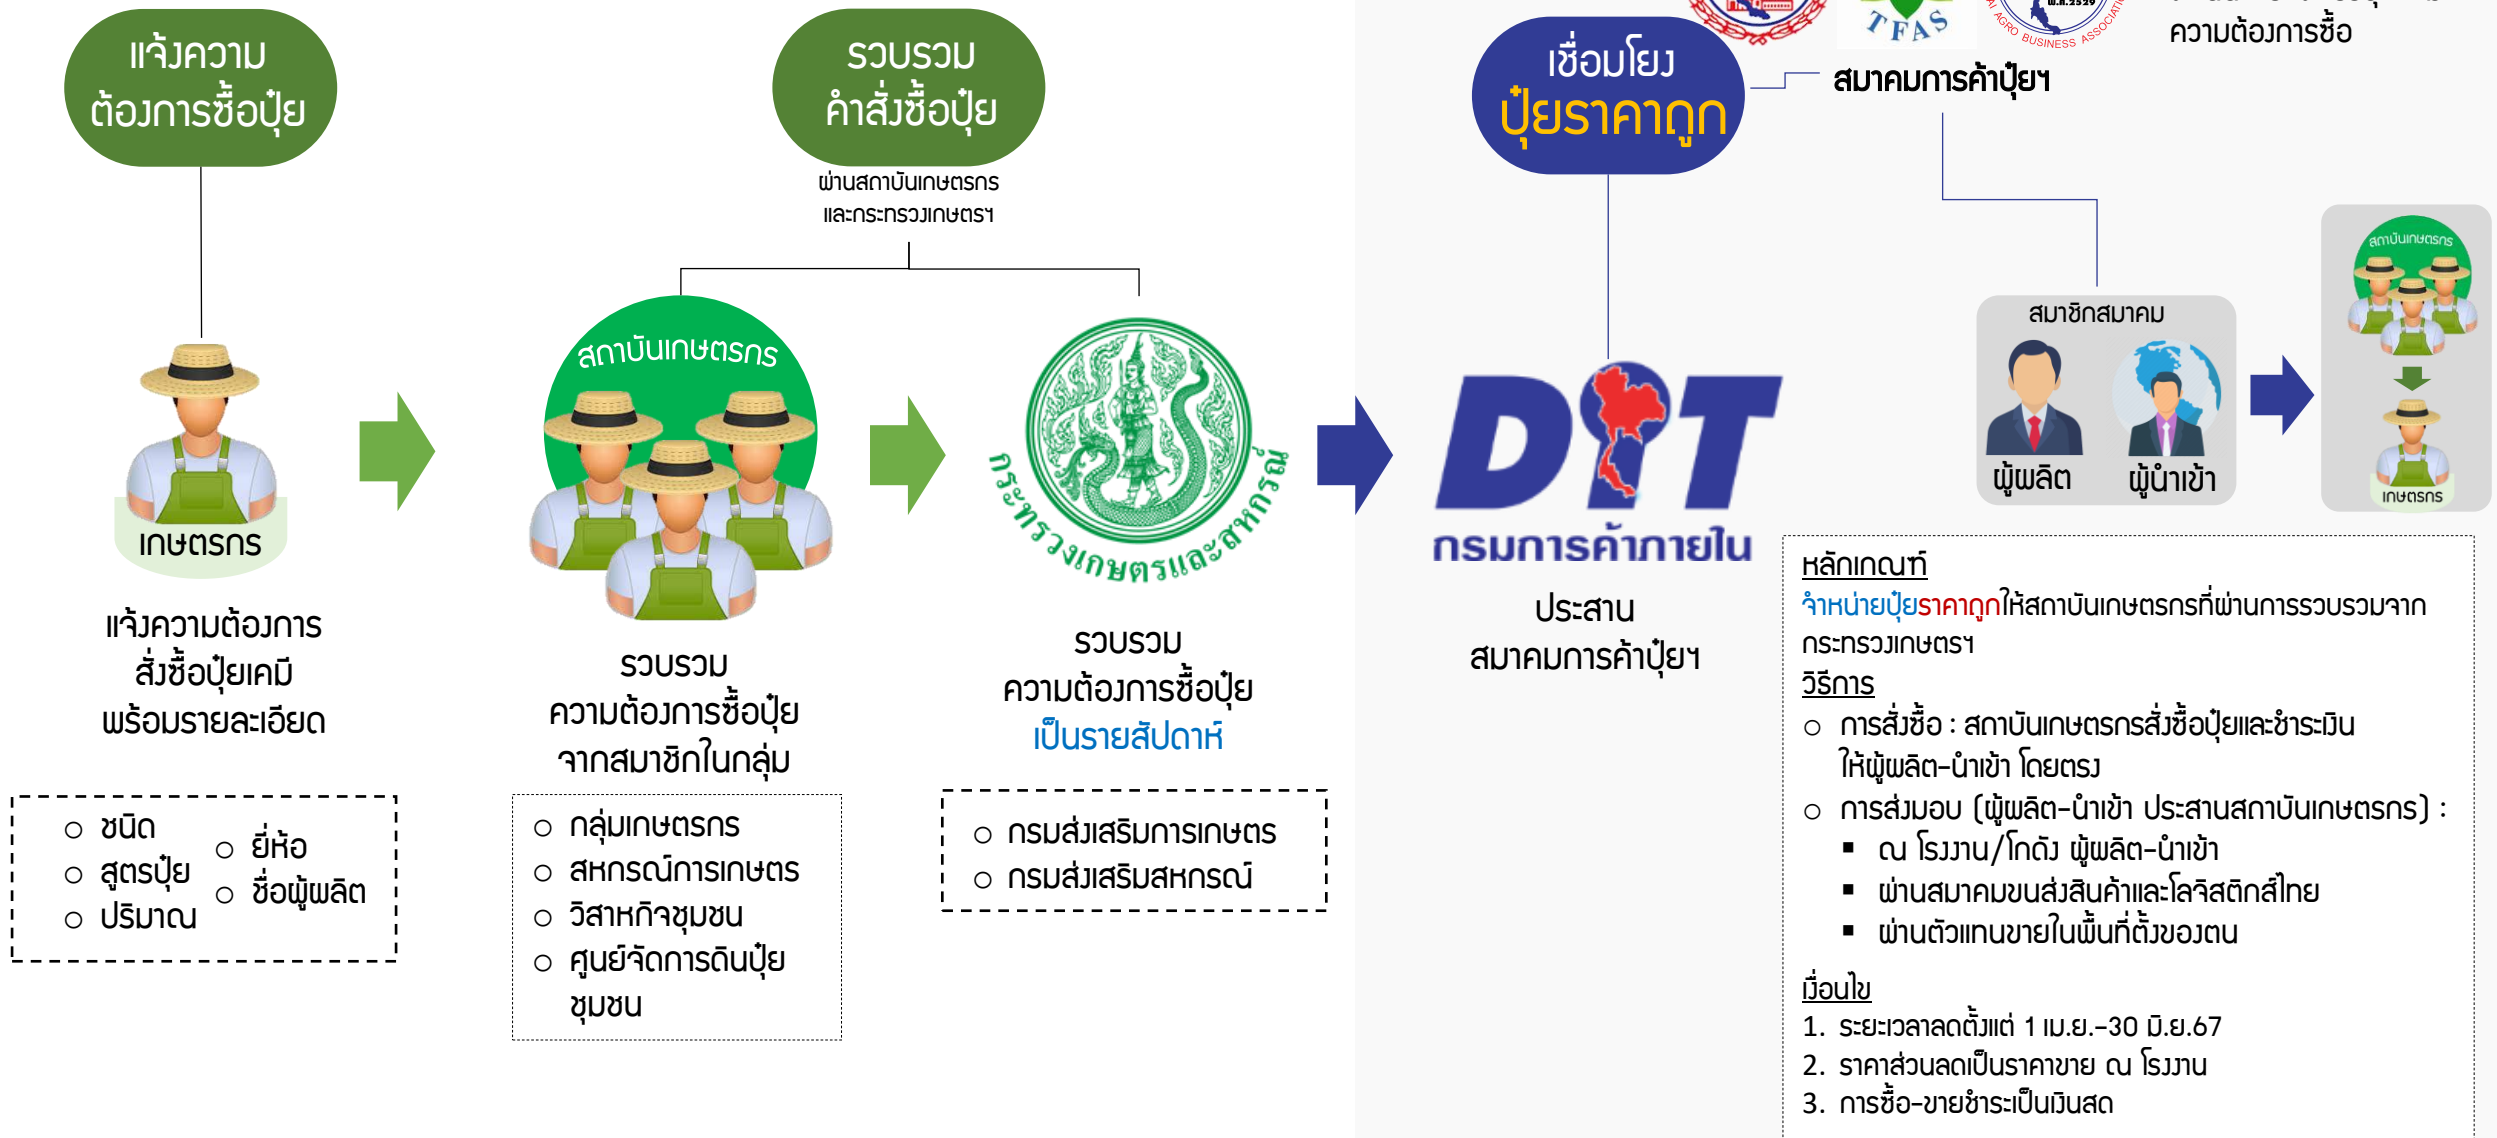 แจ้งความ
ต้องการซื้อปุ๋ย
เกษตรกร
แจ้งความต้องการ
สั่งซื้อปุ๋ยเคมี
พร้อมรายละเอียด
○ ชนิด
○ สูตรปุ๋ย
○ ปริมาณ
○ ยี่ห้อ
○ ชื่อผู้ผลิต
รวบรวม
คำสั่งซื้อปุ๋ย
ผ่านสถาบันเกษตรกร
และกระทรวงเกษตรฯ
สถาบันเกษตรกร
รวบรวม
ความต้องการซื้อปุ๋ย
จากสมาชิกในกลุ่ม
○ กลุ่มเกษตรกร
○ สหกรณ์การเกษตร
○ วิสาหกิจชุมชน
○ ศูนย์จัดการดินปุ๋ย
ชุมชน
กระทรวงเกษตรและสหกรณ์
รวบรวม
ความต้องการซื้อปุ๋ย
เป็นรายสัปดาห์
○ กรมส่งเสริมการเกษตร
○ กรมส่งเสริมสหกรณ์
เชื่อมโยง
ปุ๋ยราคาถูก
DIT
กรมการค้าภายใน
ประสาน
สมาคมการค้าปุ๋ยฯ
TFAS
พ.ศ.2529
AGRO BUSINESS
ความต้องการซื้อ
สมาคมการค้าปุ๋ยฯ
สมาชิกสมาคม
ผู้ผลิต
ผู้นำเข้า
สถาบันเกษตรกร
เกษตรกร
หลักเกณฑ์
จำหน่ายปุ๋ยราคาถูกให้สถาบันเกษตรกรที่ผ่านการรวบรวมจาก
กระทรวงเกษตรฯ
วิธีการ
○ การสั่งซื้อ : สถาบันเกษตรกรสั่งซื้อปุ๋ยและชำระเงิน
ให้ผู้ผลิต-นำเข้า โดยตรง
○ การส่งมอบ (ผู้ผลิต-นำเข้า ประสานสถาบันเกษตรกร) :
▪ ณ โรงงาน/โกดัง ผู้ผลิต-นำเข้า
▪ ผ่านสมาคมขนส่งสินค้าและโลจิสติกส์ไทย
▪ ผ่านตัวแทนขายในพื้นที่ตั้งของตน
เงื่อนไข
1. ระยะเวลาลดตั้งแต่ 1 เม.ย.-30 มิ.ย.67
2. ราคาส่วนลดเป็นราคาขาย ณ โรงงาน
3. การซื้อ-ขายชำระเป็นเงินสด